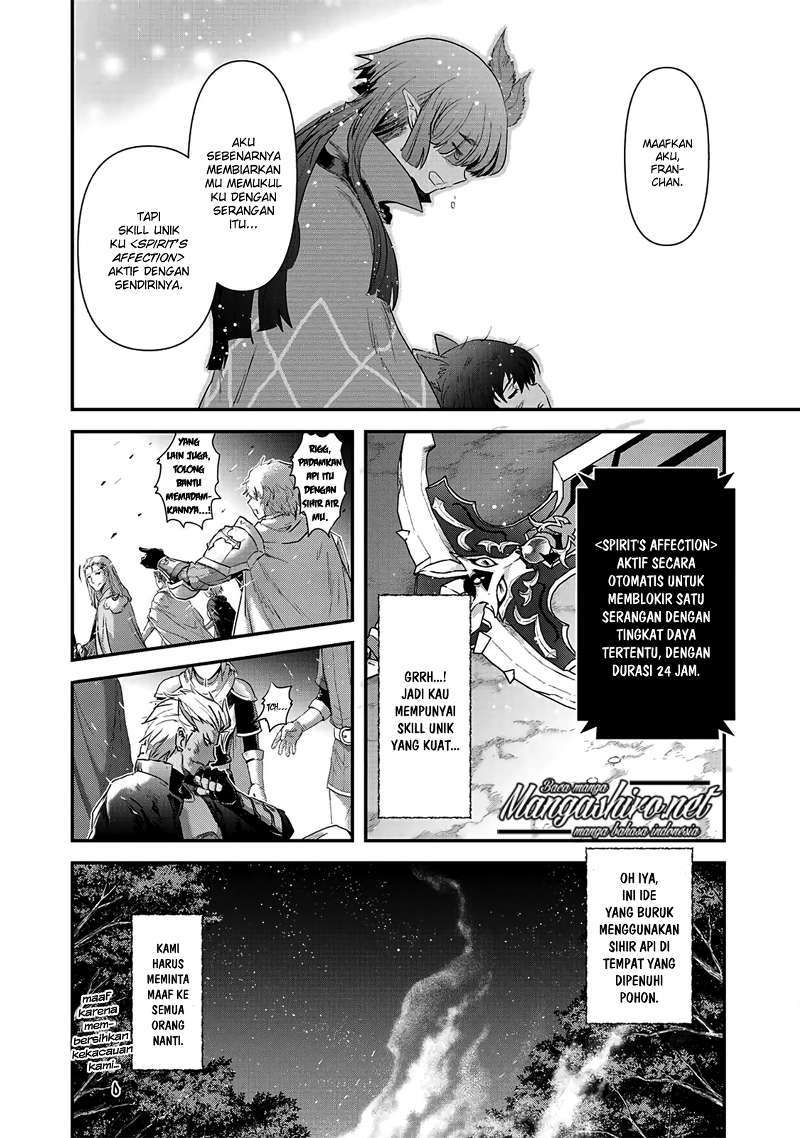 MAAFKAN
AKU,
FRAN-
CHAN.
AKU
SEBENARNYA
MEMBIARKAN
MU MEMUKUL
KU DENGAN
SERANGAN
ITU...
TAPI
SKILL UNIK
KU <SPIRIT'S
AFFECTION>
AKTIF DENGAN
SENDIRINYA.
<SPIRIT'S AFFECTION>
AKTIF SECARA
OTOMATIS UNTUK
MEMBLOKIR SATU
SERANGAN DENGAN
TINGKAT DAYA
TERTENTU, DENGAN
DURASI 24 JAM.
GRRH...!
JADI KAU
MEMPUNYAI
SKILL UNIK
YANG KUAT...
RIGG,
PADAMKAN
API ITU
DENGAN
SIHIR AIR
MU.
YANG
LAIN JUGA,
TOLONG
BANTU
MEMADAM-
KANNYA...!
TCH...
Baca manga
Mangashiro.net
manga bahasa indonesia
OH IYA,
INI IDE
YANG BURUK
MENGGUNAKAN
SIHIR API DI
TEMPAT YANG
DIPENUHI
POHON.
KAMI
HARUS
MEMINTA
MAAF KE
SEMUA
ORANG
NANTI.
maaf
karena
mem-
bersihkan
kekacauan
kami...